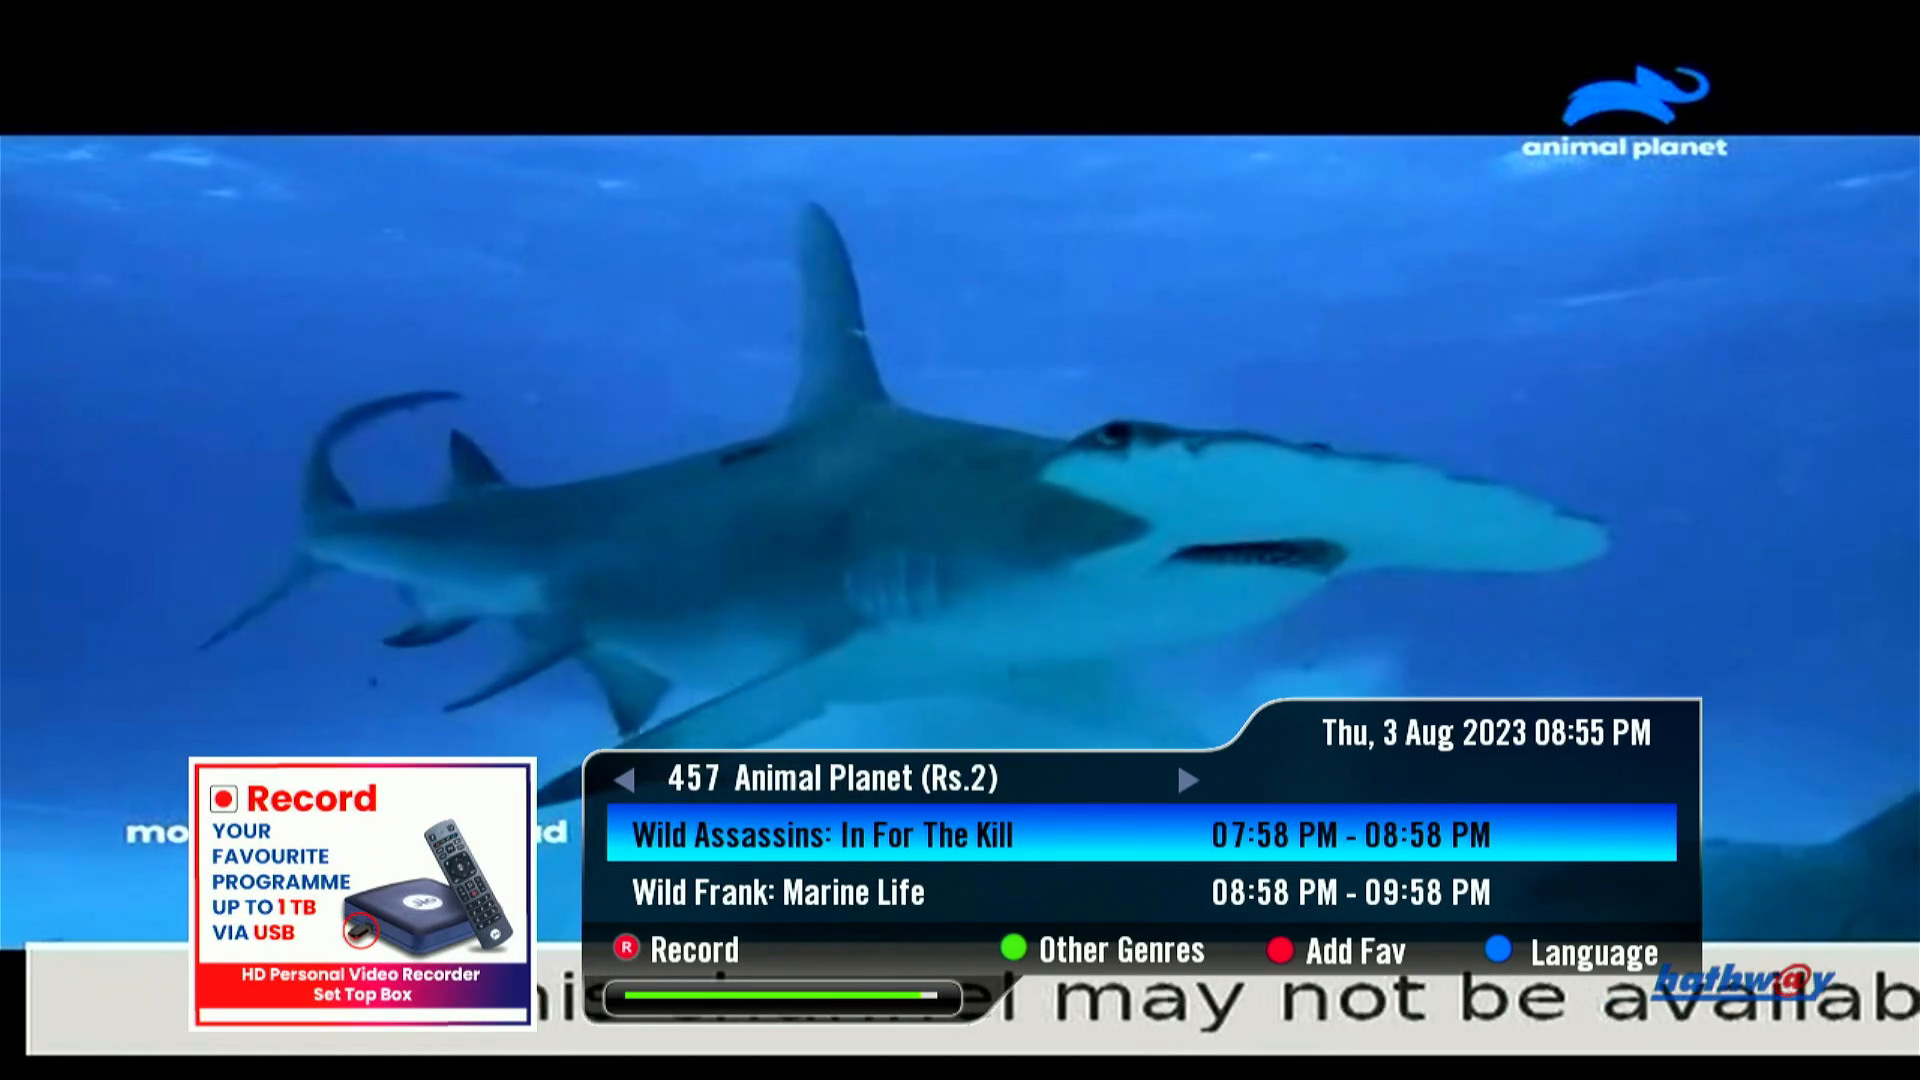 animal planet
Thu, 3 Aug 2023 08:55 PM
457 Animal Planet (Rs.2)
Wild Assassins: In For The Kill 07:58 PM - 08:58 PM
Wild Frank: Marine Life 08:58 PM - 09:58 PM
R Record Other Genres Add Fav Language
Record
YOUR
FAVOURITE
PROGRAMME
UP TO 1 TB
VIA USB
Jio
HD Personal Video Recorder
Set Top Box
may not be
hathw@y